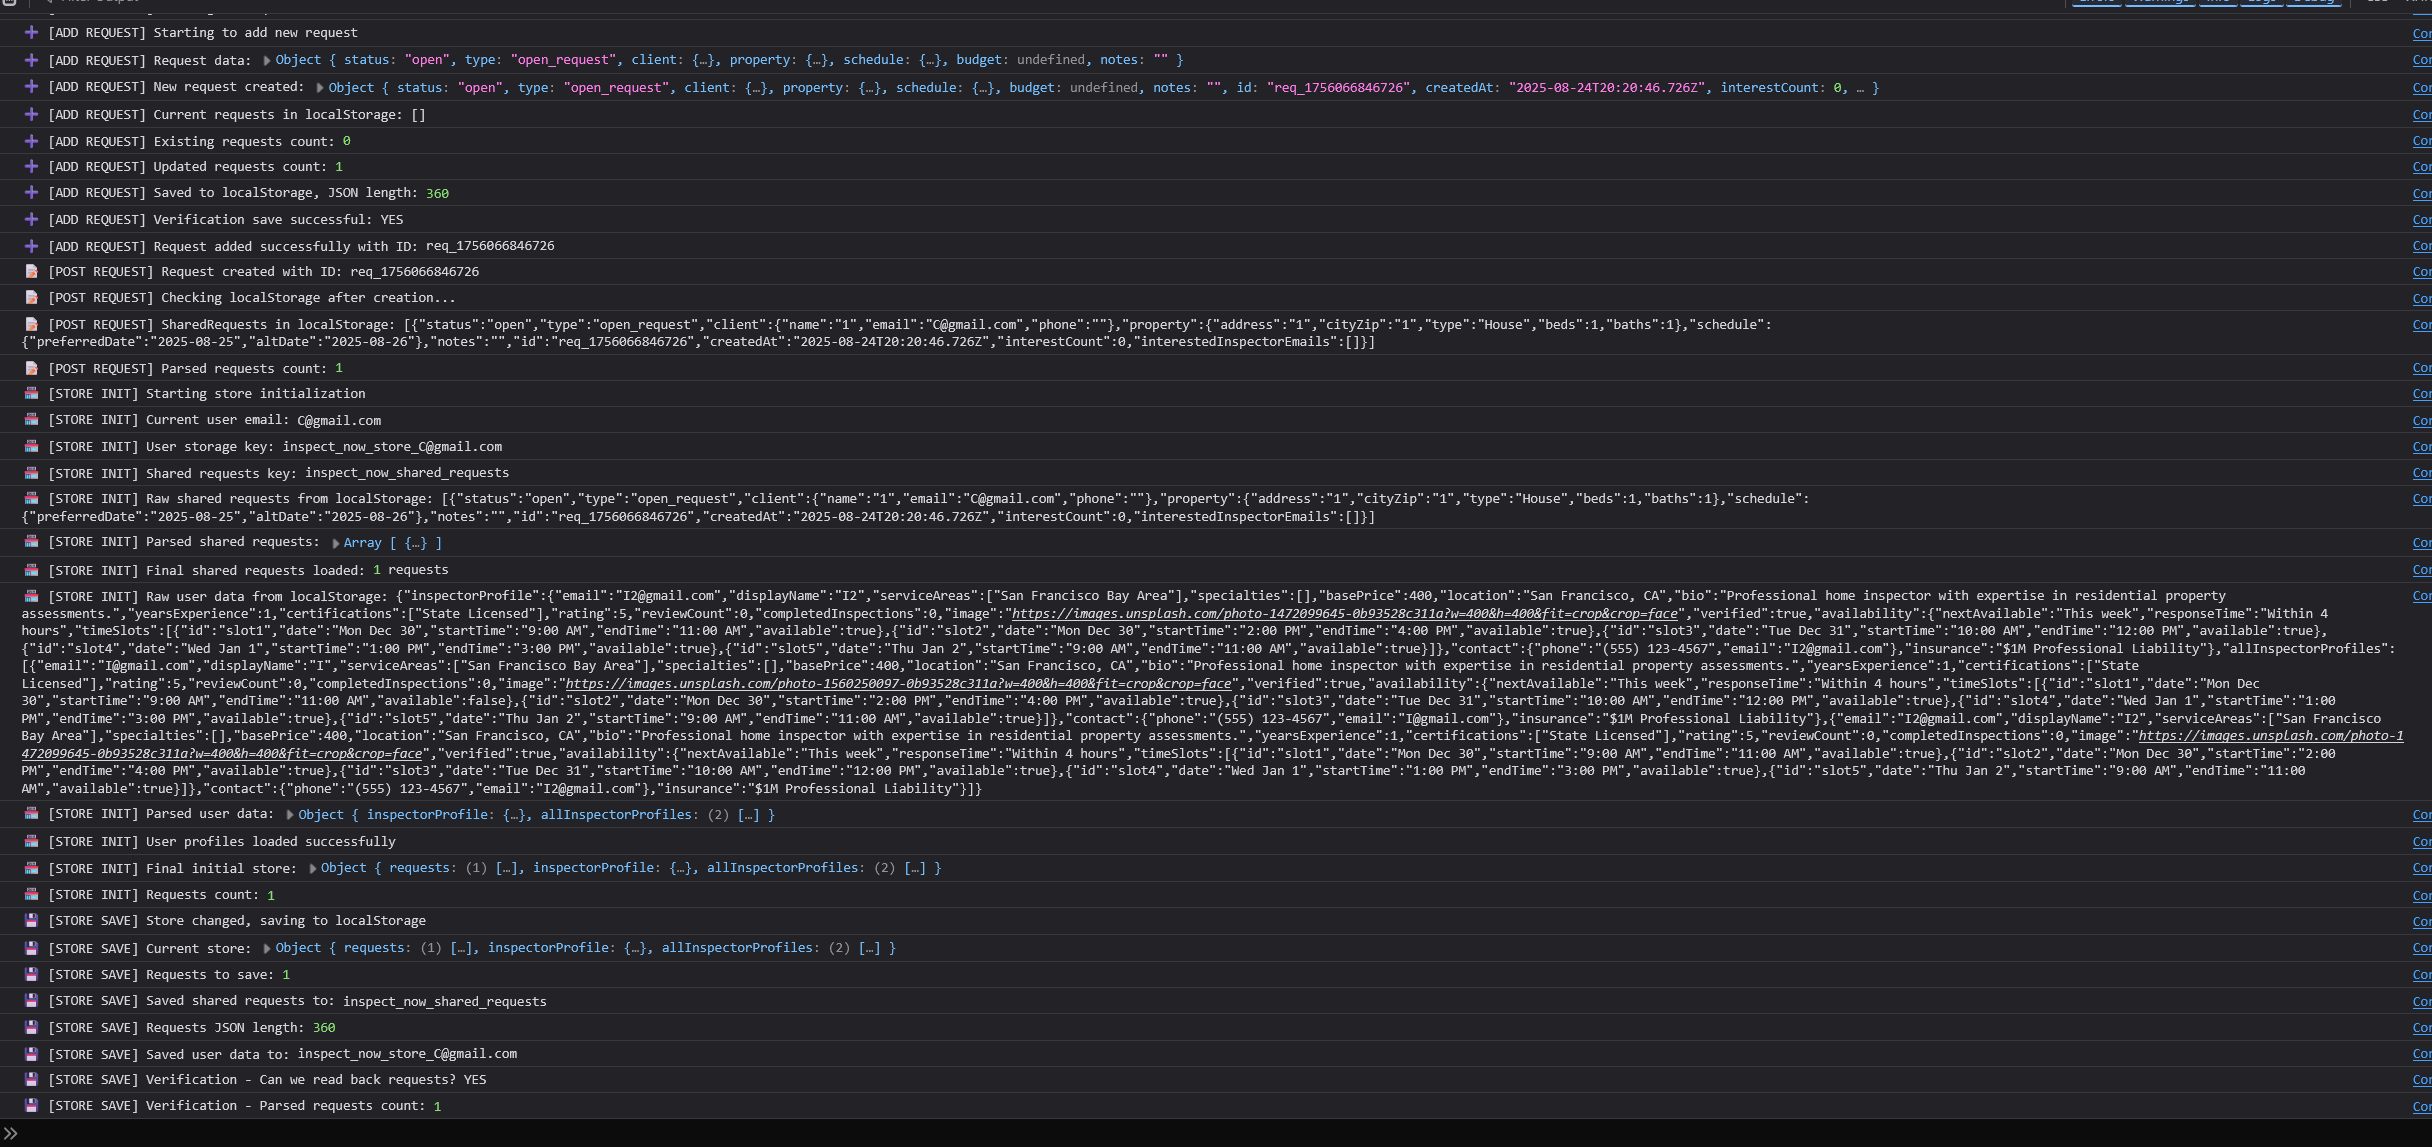 [ADD REQUEST] Starting to add new request
[ADD REQUEST] Request data: Object { status: "open", type: "open_request", client: {…}, property: {…}, schedule: {…}, budget: undefined, notes: "" }
[ADD REQUEST] New request created: Object { status: "open", type: "open_request", client: {…}, property: {…}, schedule: {…}, budget: undefined, notes: "", id: "req_1756066846726", createdAt: "2025-08-24T20:20:46.726Z", interestCount: 0, … }
[ADD REQUEST] Current requests in localStorage: []
[ADD REQUEST] Existing requests count: 0
[ADD REQUEST] Updated requests count: 1
[ADD REQUEST] Saved to localStorage, JSON length: 360
[ADD REQUEST] Verification save successful: YES
[ADD REQUEST] Request added successfully with ID: req_1756066846726
[POST REQUEST] Request created with ID: req_1756066846726
[POST REQUEST] Checking localStorage after creation...
[POST REQUEST] SharedRequests in localStorage: [{"status":"open","type":"open_request","client":{"name":"1","email":"C@gmail.com","phone":""},"property":{"address":"1","cityZip":"1","type":"House","beds":1,"baths":1},"schedule":
{"preferredDate":"2025-08-25","altDate":"2025-08-26"},"notes":"","id":"req_1756066846726","createdAt":"2025-08-24T20:20:46.726Z","interestCount":0,"interestedInspectorEmails":[]}]
[POST REQUEST] Parsed requests count: 1
[STORE INIT] Starting store initialization
[STORE INIT] Current user email: C@gmail.com
[STORE INIT] User storage key: inspect_now_store_C@gmail.com
[STORE INIT] Shared requests key: inspect_now_shared_requests
[STORE INIT] Raw shared requests from localStorage: [{"status":"open","type":"open_request","client":{"name":"1","email":"C@gmail.com","phone":""},"property":{"address":"1","cityZip":"1","type":"House","beds":1,"baths":1},"schedule":
{"preferredDate":"2025-08-25","altDate":"2025-08-26"},"notes":"","id":"req_1756066846726","createdAt":"2025-08-24T20:20:46.726Z","interestCount":0,"interestedInspectorEmails":[]}]
[STORE INIT] Parsed shared requests: Array [ {…} ]
[STORE INIT] Final shared requests loaded: 1 requests
[STORE INIT] Raw user data from localStorage: {"inspectorProfile":{"email":"I2@gmail.com","displayName":"I2","serviceAreas":["San Francisco Bay Area"],"specialties":[],"basePrice":400,"location":"San Francisco, CA","bio":"Professional home inspector with expertise in residential property
assessments.","yearsExperience":1,"certifications":["State Licensed"],"rating":5,"reviewCount":0,"completedInspections":0,"image":"https://images.unsplash.com/photo-1472099645-0b93528c311a?w=400&h=400&fit=crop&crop=face","verified":true,"availability":{"nextAvailable":"This week","responseTime":"Within 4
hours","timeSlots":[{"id":"slot1","date":"Mon Dec 30","startTime":"9:00 AM","endTime":"11:00 AM","available":true},{"id":"slot2","date":"Mon Dec 30","startTime":"2:00 PM","endTime":"4:00 PM","available":true},{"id":"slot3","date":"Tue Dec 31","startTime":"10:00 AM","endTime":"12:00 PM","available":true},
{"id":"slot4","date":"Wed Jan 1","startTime":"1:00 PM","endTime":"3:00 PM","available":true},{"id":"slot5","date":"Thu Jan 2","startTime":"9:00 AM","endTime":"11:00 AM","available":true}]},"contact":{"phone":"(555) 123-4567","email":"I2@gmail.com"},"insurance":"$1M Professional Liability"},"allInspectorProfiles":
[{"email":"I@gmail.com","displayName":"I","serviceAreas":["San Francisco Bay Area"],"specialties":[],"basePrice":400,"location":"San Francisco, CA","bio":"Professional home inspector with expertise in residential property assessments.","yearsExperience":1,"certifications":["State
Licensed"],"rating":5,"reviewCount":0,"completedInspections":0,"image":"https://images.unsplash.com/photo-1560250097-0b93528c311a?w=400&h=400&fit=crop&crop=face","verified":true,"availability":{"nextAvailable":"This week","responseTime":"Within 4 hours","timeSlots":[{"id":"slot1","date":"Mon Dec
30","startTime":"9:00 AM","endTime":"11:00 AM","available":false},{"id":"slot2","date":"Mon Dec 30","startTime":"2:00 PM","endTime":"4:00 PM","available":true},{"id":"slot3","date":"Tue Dec 31","startTime":"10:00 AM","endTime":"12:00 PM","available":true},{"id":"slot4","date":"Wed Jan 1","startTime":"1:00
PM","endTime":"3:00 PM","available":true},{"id":"slot5","date":"Thu Jan 2","startTime":"9:00 AM","endTime":"11:00 AM","available":true}]},"contact":{"phone":"(555) 123-4567","email":"I@gmail.com"},"insurance":"$1M Professional Liability"},{"email":"I2@gmail.com","displayName":"I2","serviceAreas":["San Francisco
Bay Area"],"specialties":[],"basePrice":400,"location":"San Francisco, CA","bio":"Professional home inspector with expertise in residential property assessments.","yearsExperience":1,"certifications":["State Licensed"],"rating":5,"reviewCount":0,"completedInspections":0,"image":"https://images.unsplash.com/photo-1
472099645-0b93528c311a?w=400&h=400&fit=crop&crop=face","verified":true,"availability":{"nextAvailable":"This week","responseTime":"Within 4 hours","timeSlots":[{"id":"slot1","date":"Mon Dec 30","startTime":"9:00 AM","endTime":"11:00 AM","available":true},{"id":"slot2","date":"Mon Dec 30","startTime":"2:00
PM","endTime":"4:00 PM","available":true},{"id":"slot3","date":"Tue Dec 31","startTime":"10:00 AM","endTime":"12:00 PM","available":true},{"id":"slot4","date":"Wed Jan 1","startTime":"1:00 PM","endTime":"3:00 PM","available":true},{"id":"slot5","date":"Thu Jan 2","startTime":"9:00 AM","endTime":"11:00
AM","available":true}]},"contact":{"phone":"(555) 123-4567","email":"I2@gmail.com"},"insurance":"$1M Professional Liability"}]}
[STORE INIT] Parsed user data: Object { inspectorProfile: {…}, allInspectorProfiles: (2) […] }
[STORE INIT] User profiles loaded successfully
[STORE INIT] Final initial store: Object { requests: (1) […], inspectorProfile: {…}, allInspectorProfiles: (2) […] }
[STORE INIT] Requests count: 1
[STORE SAVE] Store changed, saving to localStorage
[STORE SAVE] Current store: Object { requests: (1) […], inspectorProfile: {…}, allInspectorProfiles: (2) […] }
[STORE SAVE] Requests to save: 1
[STORE SAVE] Saved shared requests to: inspect_now_shared_requests
[STORE SAVE] Requests JSON length: 360
[STORE SAVE] Saved user data to: inspect_now_store_C@gmail.com
[STORE SAVE] Verification - Can we read back requests? YES
[STORE SAVE] Verification - Parsed requests count: 1